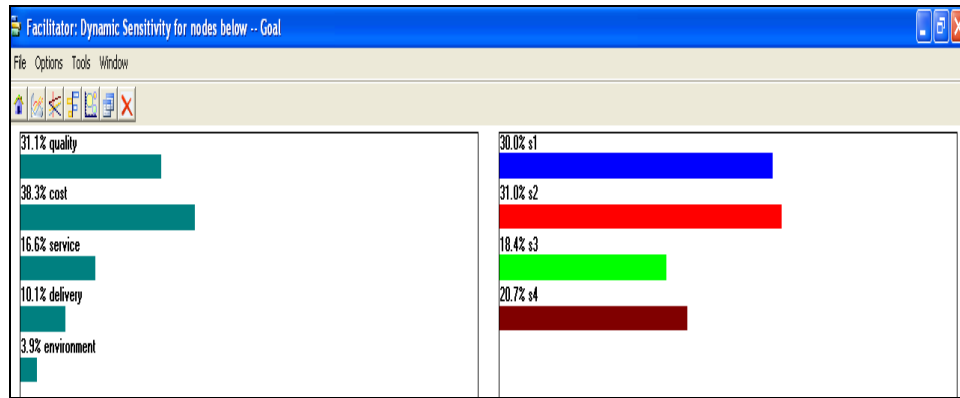 Facilitator: Dynamic Sensitivity for nodes below -- Goal
File Options Tools Window
31.1% quality
38.3% cost
16.6% service
10.1% delivery
3.9% environment
30.0% s1
31.0% s2
18.4% s3
20.7% s4